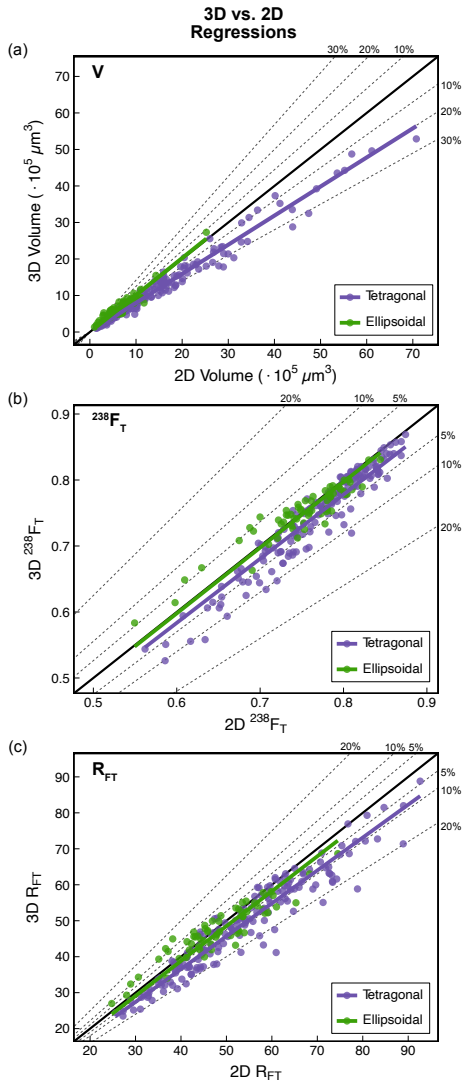 3D vs. 2D
Regressions
(a)
V
30%
20%
10%
10%
20%
30%
3D Volume ( · 10⁵ µm³)
70
60
50
40
30
20
10
0
Tetragonal
Ellipsoidal
0 10 20 30 40 50 60 70
2D Volume ( · 10⁵ µm³)
(b)
²³⁸F_T
20%
10%
5%
5%
10%
20%
3D ²³⁸F_T
0.9
0.8
0.7
0.6
0.5
Tetragonal
Ellipsoidal
0.5 0.6 0.7 0.8 0.9
2D ²³⁸F_T
(c)
R_FT
20%
10%
5%
5%
10%
20%
3D R_FT
90
80
70
60
50
40
30
20
Tetragonal
Ellipsoidal
20 30 40 50 60 70 80 90
2D R_FT